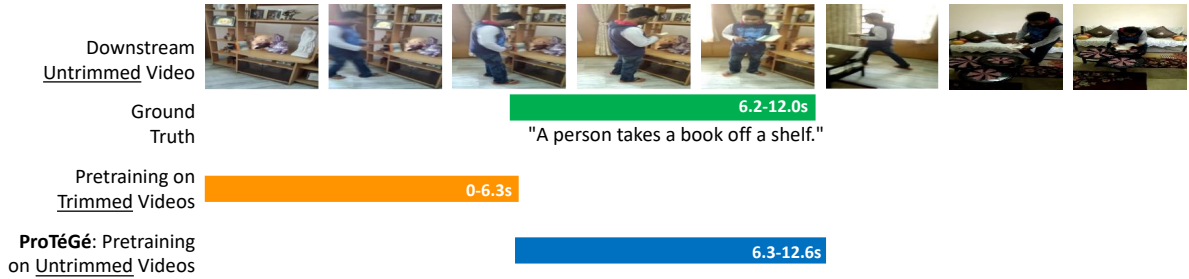 Downstream
Untrimmed Video
Ground
Truth
6.2-12.0s
"A person takes a book off a shelf."
Pretraining on
Trimmed Videos
0-6.3s
ProTéGé: Pretraining
on Untrimmed Videos
6.3-12.6s